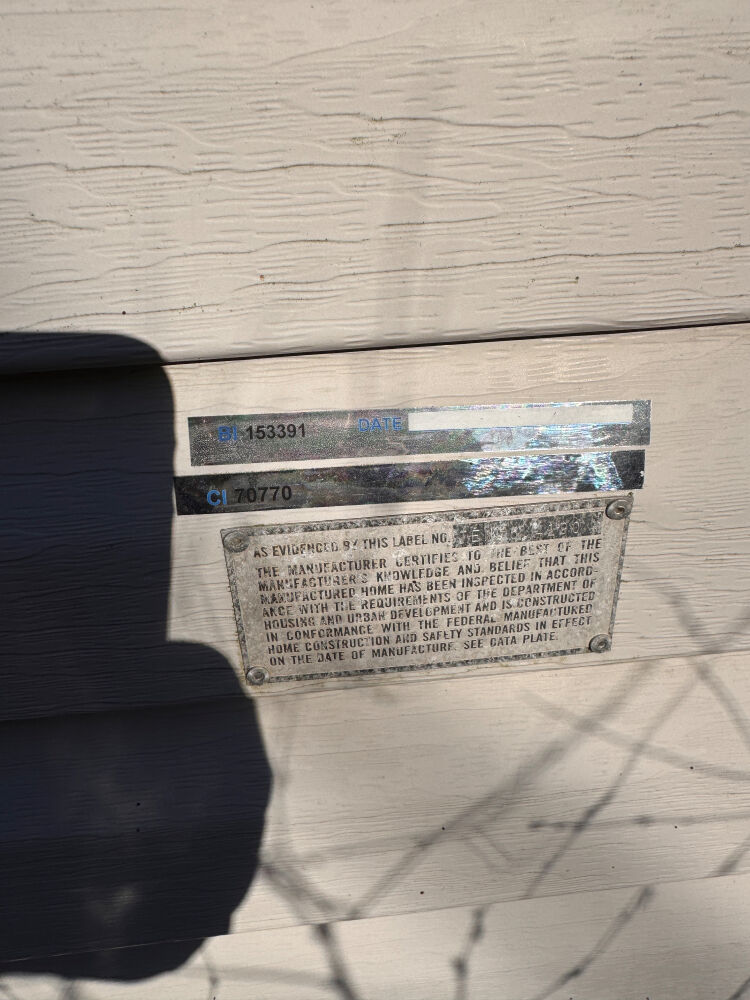 BI 153391 DATE
CI 70770
AS EVIDENCED BY THIS LABEL NO.
THE MANUFACTURER CERTIFIES TO THE BEST OF THE
MANUFACTURER'S KNOWLEDGE AND BELIEF THAT THIS
MANUFACTURED HOME HAS BEEN INSPECTED IN ACCORD-
ANCE WITH THE REQUIREMENTS OF THE DEPARTMENT OF
HOUSING AND URBAN DEVELOPMENT AND IS CONSTRUCTED
IN CONFORMANCE WITH THE FEDERAL MANUFACTURED
HOME CONSTRUCTION AND SAFETY STANDARDS IN EFFECT
ON THE DATE OF MANUFACTURE. SEE DATA PLATE.